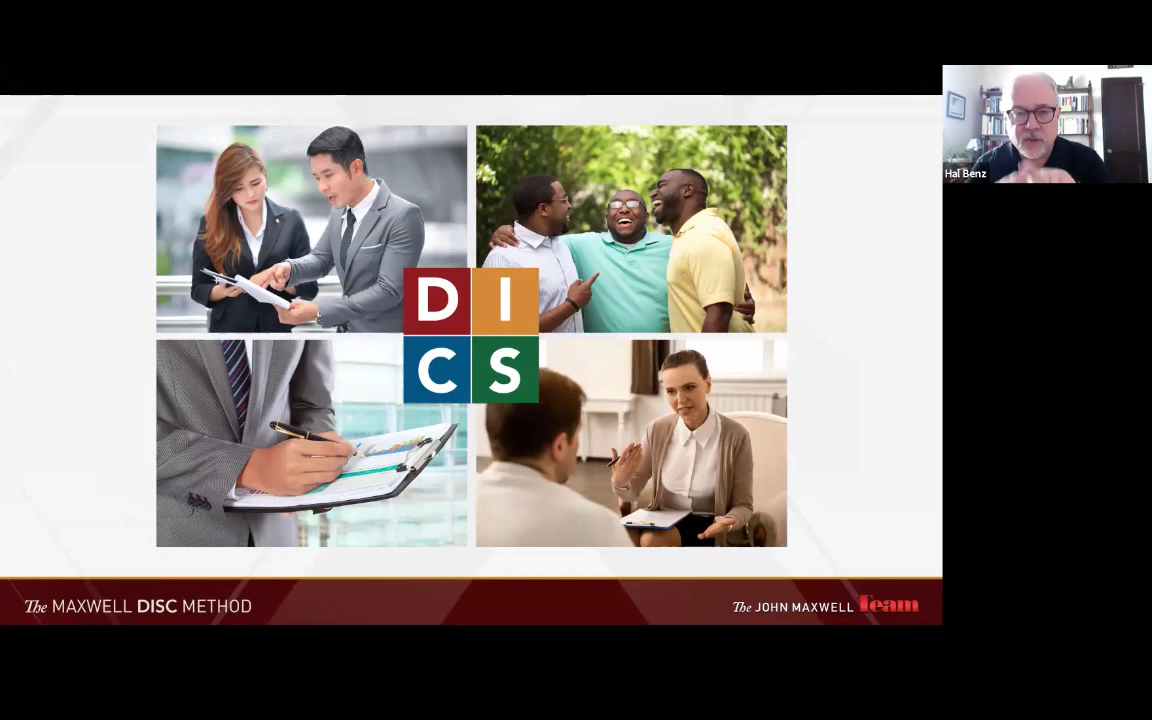 D I
C S
The MAXWELL DISC METHOD
The JOHN MAXWELL Team
Hal Benz